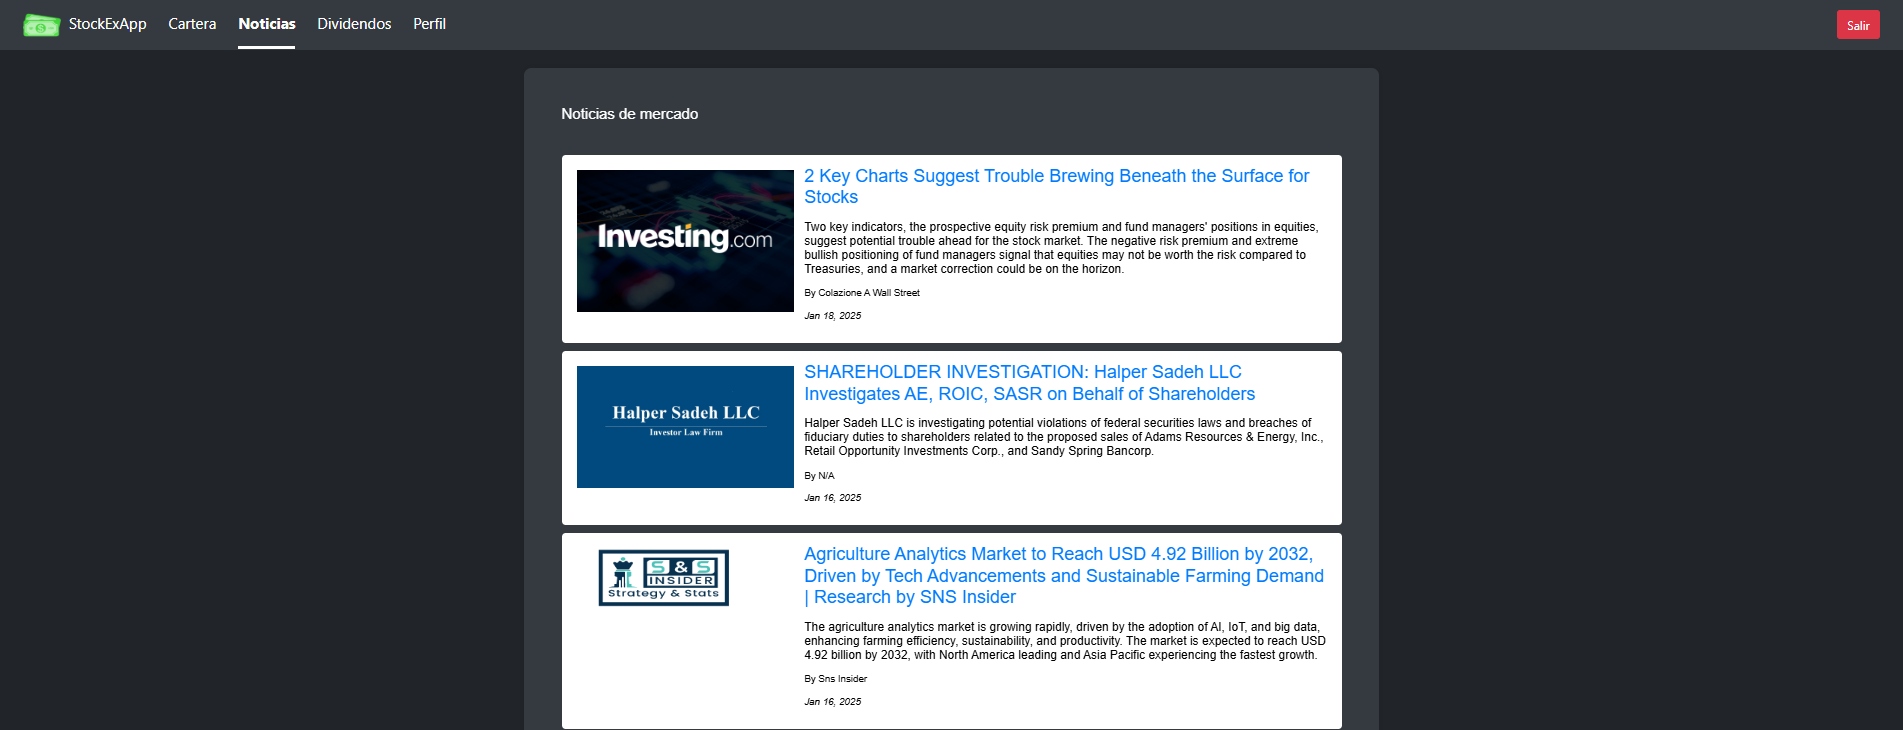 StockExApp Cartera Noticias Dividendos Perfil Salir
Noticias de mercado
Investing.com
2 Key Charts Suggest Trouble Brewing Beneath the Surface for
Stocks
Two key indicators, the prospective equity risk premium and fund managers' positions in equities,
suggest potential trouble ahead for the stock market. The negative risk premium and extreme
bullish positioning of fund managers signal that equities may not be worth the risk compared to
Treasuries, and a market correction could be on the horizon.
By Colazione A Wall Street
Jan 18, 2025
Halper Sadeh LLC
Investor Law Firm
SHAREHOLDER INVESTIGATION: Halper Sadeh LLC
Investigates AE, ROIC, SASR on Behalf of Shareholders
Halper Sadeh LLC is investigating potential violations of federal securities laws and breaches of
fiduciary duties to shareholders related to the proposed sales of Adams Resources & Energy, Inc.,
Retail Opportunity Investments Corp., and Sandy Spring Bancorp.
By N/A
Jan 16, 2025
S&S
INSIDER
Strategy & Stats
Agriculture Analytics Market to Reach USD 4.92 Billion by 2032,
Driven by Tech Advancements and Sustainable Farming Demand
| Research by SNS Insider
The agriculture analytics market is growing rapidly, driven by the adoption of AI, IoT, and big data,
enhancing farming efficiency, sustainability, and productivity. The market is expected to reach USD
4.92 billion by 2032, with North America leading and Asia Pacific experiencing the fastest growth.
By Sns Insider
Jan 16, 2025